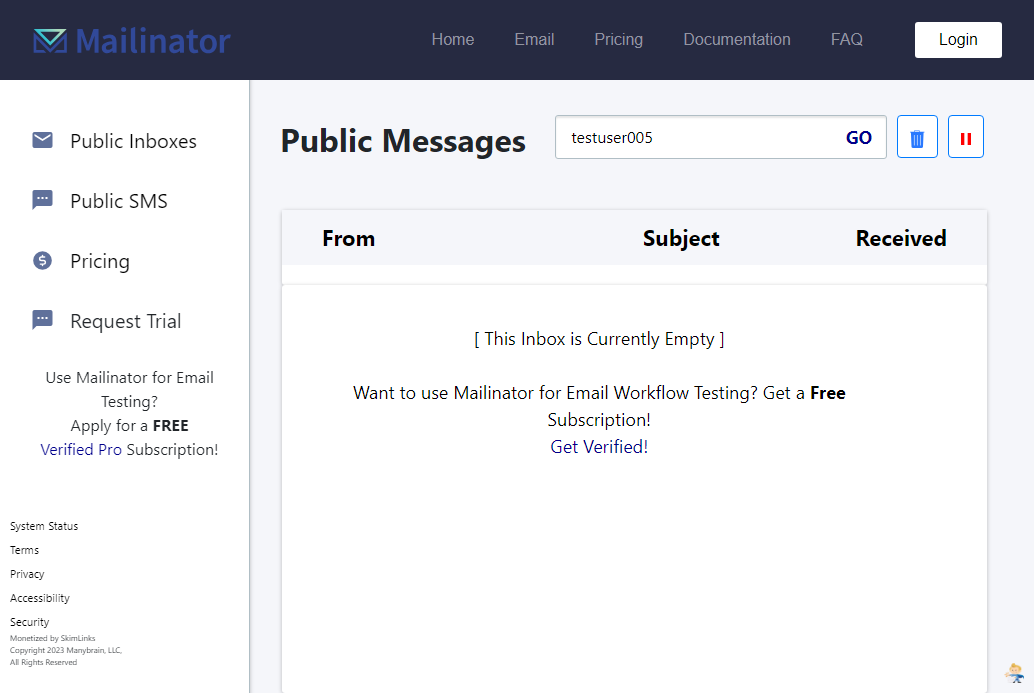 Mailinator
Home
Email
Pricing
Documentation
FAQ
Login
Public Inboxes
Public SMS
Pricing
Request Trial
Use Mailinator for Email
Testing?
Apply for a FREE
Verified Pro Subscription!
System Status
Terms
Privacy
Accessibility
Security
Monetized by SkimLinks
Copyright 2023 Manybrain, LLC,
All Rights Reserved
Public Messages
testuser005
GO
From
Subject
Received
[ This Inbox is Currently Empty ]
Want to use Mailinator for Email Workflow Testing? Get a Free
Subscription!
Get Verified!